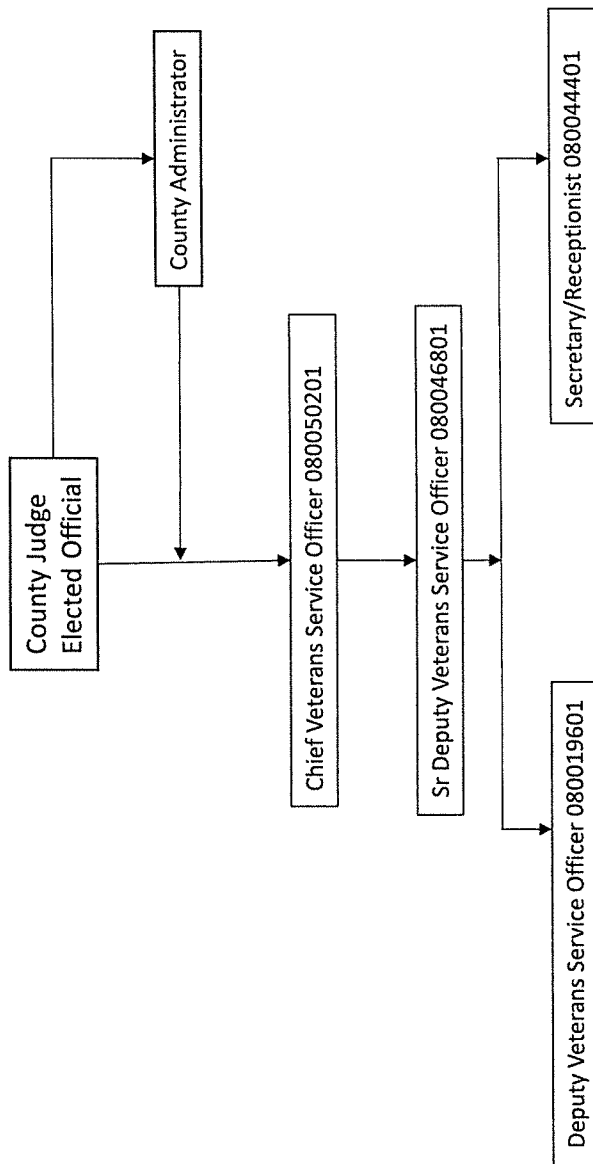 County Judge
Elected Official
County Administrator
Chief Veterans Service Officer 080050201
Sr Deputy Veterans Service Officer 080046801
Deputy Veterans Service Officer 080019601
Secretary/Receptionist 080044401